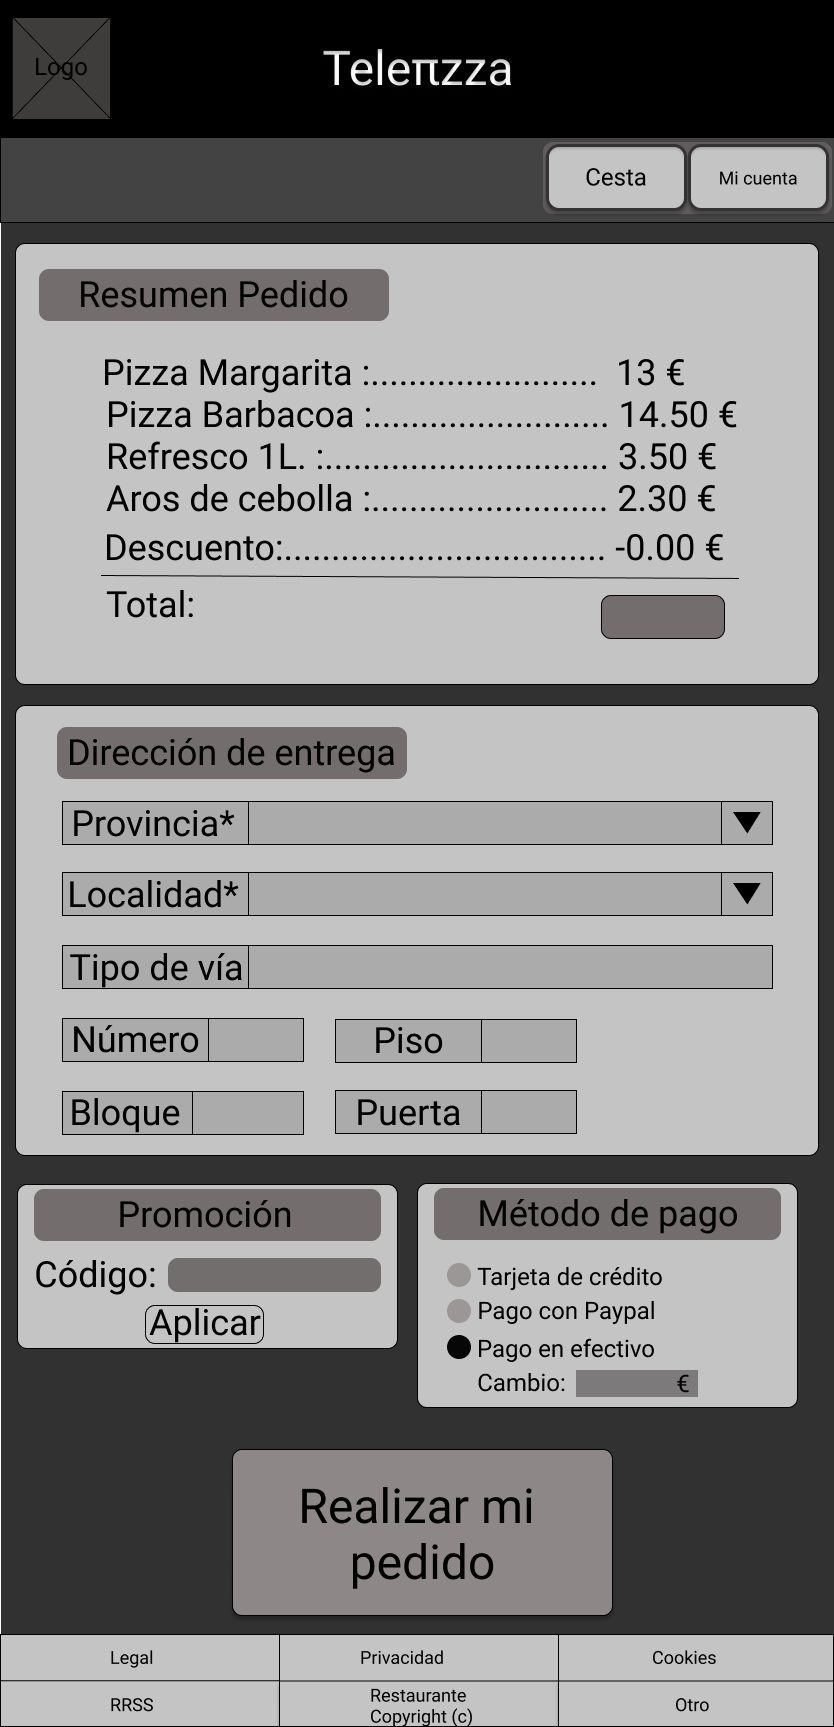 Logo
Teleπzza
Cesta
Mi cuenta
Resumen Pedido
Pizza Margarita :........................ 13 €
Pizza Barbacoa :......................... 14.50 €
Refresco 1L. :.............................. 3.50 €
Aros de cebolla :......................... 2.30 €
Descuento:.................................. -0.00 €
Total:
Dirección de entrega
Provincia*
Localidad*
Tipo de vía
Número
Piso
Bloque
Puerta
Promoción
Código:
Aplicar
Método de pago
Tarjeta de crédito
Pago con Paypal
Pago en efectivo
Cambio: €
Realizar mi
pedido
Legal
Privacidad
Cookies
RRSS
Restaurante
Copyright (c)
Otro